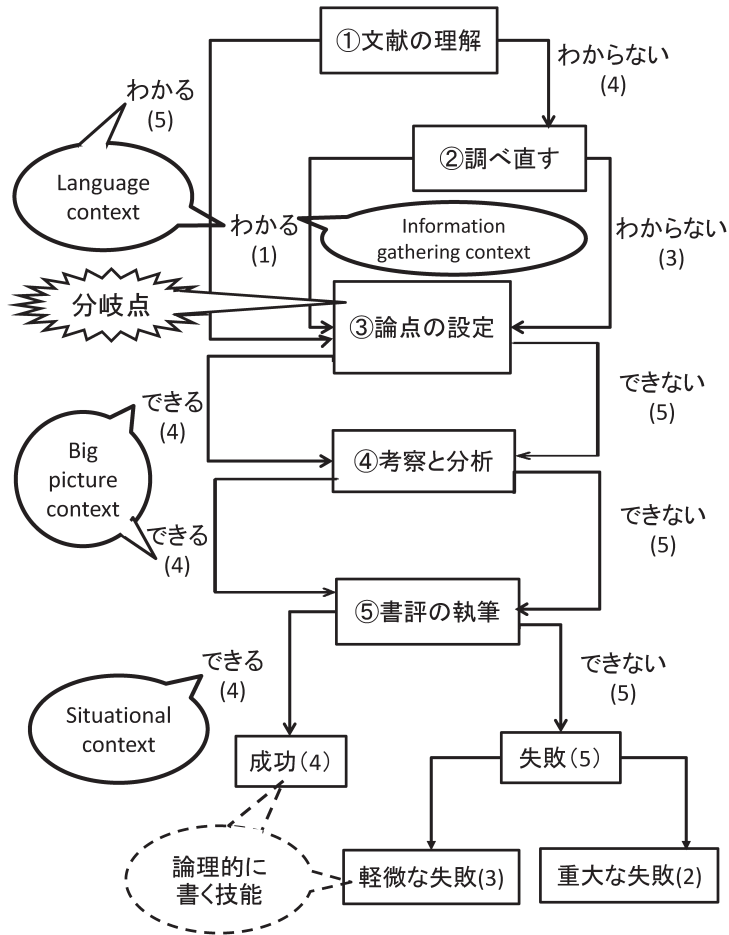 ①文献の理解
わからない
(4)
わかる
(5)
②調べ直す
Language
context
わかる
(1)
Information
gathering context
わからない
(3)
分岐点
③論点の設定
できる
(4)
できない
(5)
Big
picture
context
④考察と分析
できる
(4)
できない
(5)
⑤書評の執筆
できる
(4)
できない
(5)
Situational
context
成功(4)
失敗(5)
論理的に
書く技能
軽微な失敗(3)
重大な失敗(2)